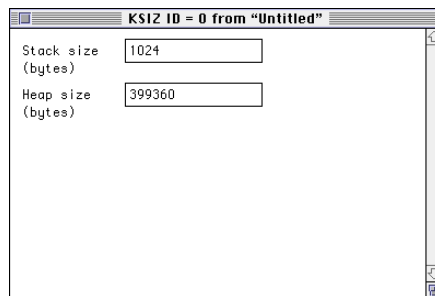 KSIZ ID = 0 from “Untitled”
Stack size 1024
(bytes)
Heap size 399360
(bytes)